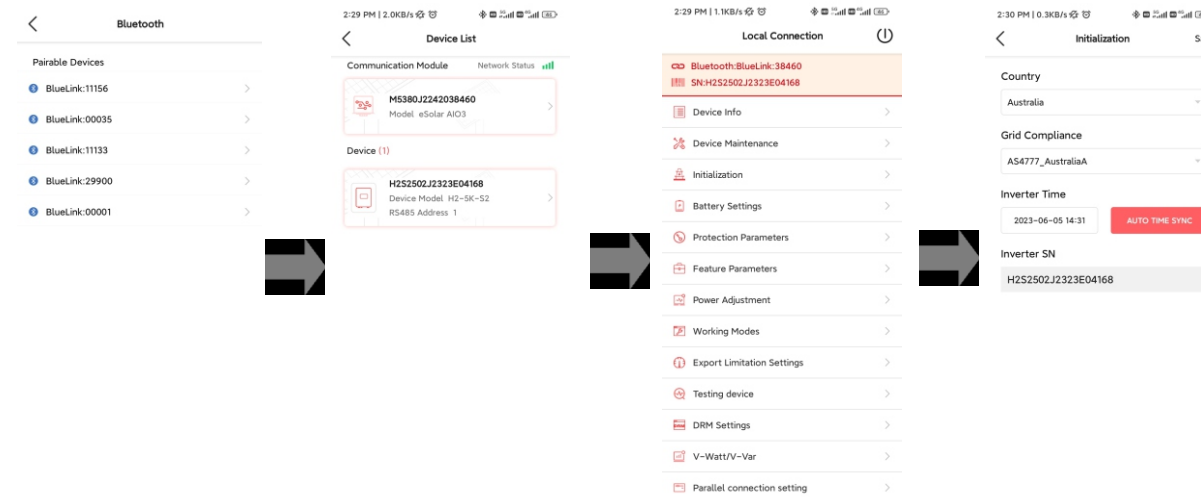 Bluetooth
Pairable Devices
BlueLink:11156
BlueLink:00035
BlueLink:11133
BlueLink:29900
BlueLink:00001
2:29 PM | 2.0KB/s
Device List
Communication Module Network Status
M5380J2242038460
Model eSolar AIO3
Device (1)
H2S2502J2323E04168
Device Model H2-5K-S2
RS485 Address 1
2:29 PM | 1.1KB/s
Local Connection
Bluetooth:BlueLink:38460
SN:H2S2502J2323E04168
Device Info
Device Maintenance
Initialization
Battery Settings
Protection Parameters
Feature Parameters
Power Adjustment
Working Modes
Export Limitation Settings
Testing device
DRM Settings
V-Watt/V-Var
Parallel connection setting
2:30 PM | 0.3KB/s
Initialization
Country
Australia
Grid Compliance
AS4777_AustraliaA
Inverter Time
2023-06-05 14:31 AUTO TIME SYNC
Inverter SN
H2S2502J2323E04168